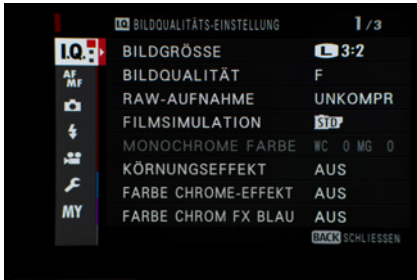 I.Q. BILDQUALITÄTS-EINSTELLUNG 1/3
I.Q. BILDGRÖSSE L 3:2
AF MF BILDQUALITÄT F
RAW-AUFNAHME UNKOMPR
FILMSIMULATION STD
MONOCHROME FARBE WC 0 MG 0
KÖRNUNGSEFFEKT AUS
FARBE CHROME-EFFEKT AUS
MY FARBE CHROM FX BLAU AUS
BACK SCHLIESSEN